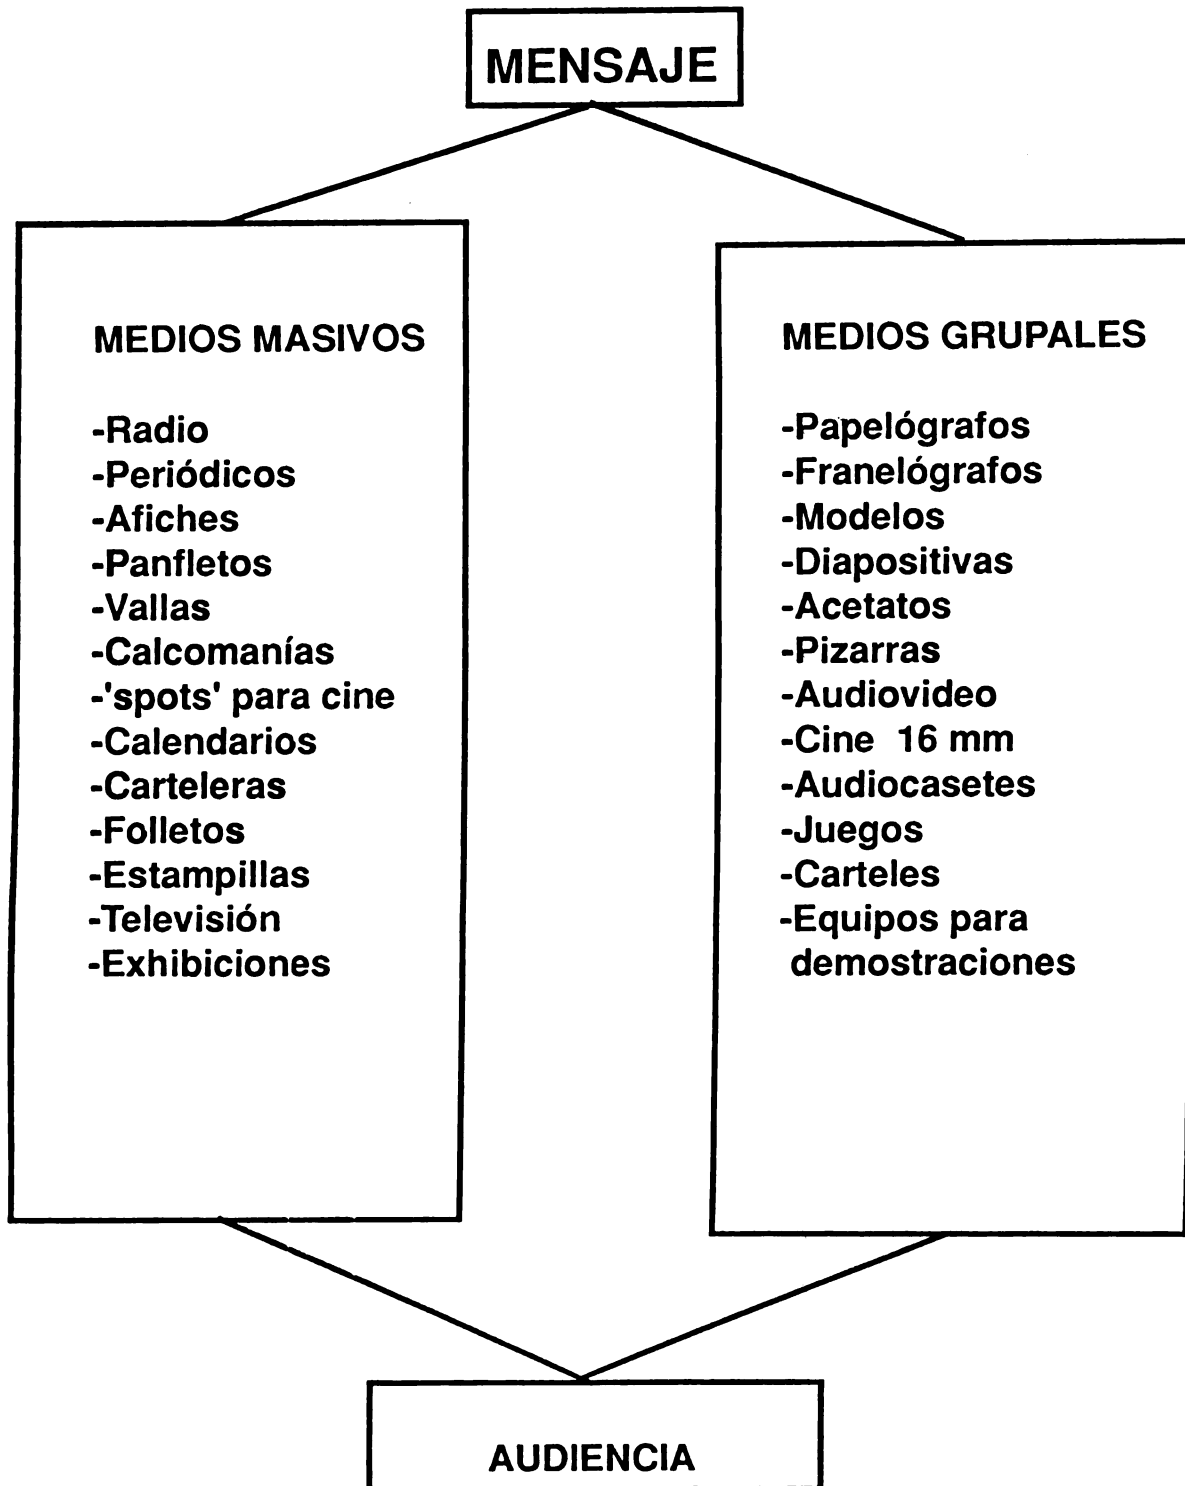 MENSAJE
MEDIOS MASIVOS
-Radio
-Periódicos
-Afiches
-Panfletos
-Vallas
-Calcomanías
-'spots' para cine
-Calendarios
-Carteleras
-Folletos
-Estampillas
-Televisión
-Exhibiciones
MEDIOS GRUPALES
-Papelógrafos
-Franelógrafos
-Modelos
-Diapositivas
-Acetatos
-Pizarras
-Audiovideo
-Cine  16 mm
-Audiocasetes
-Juegos
-Carteles
-Equipos para
demostraciones
AUDIENCIA